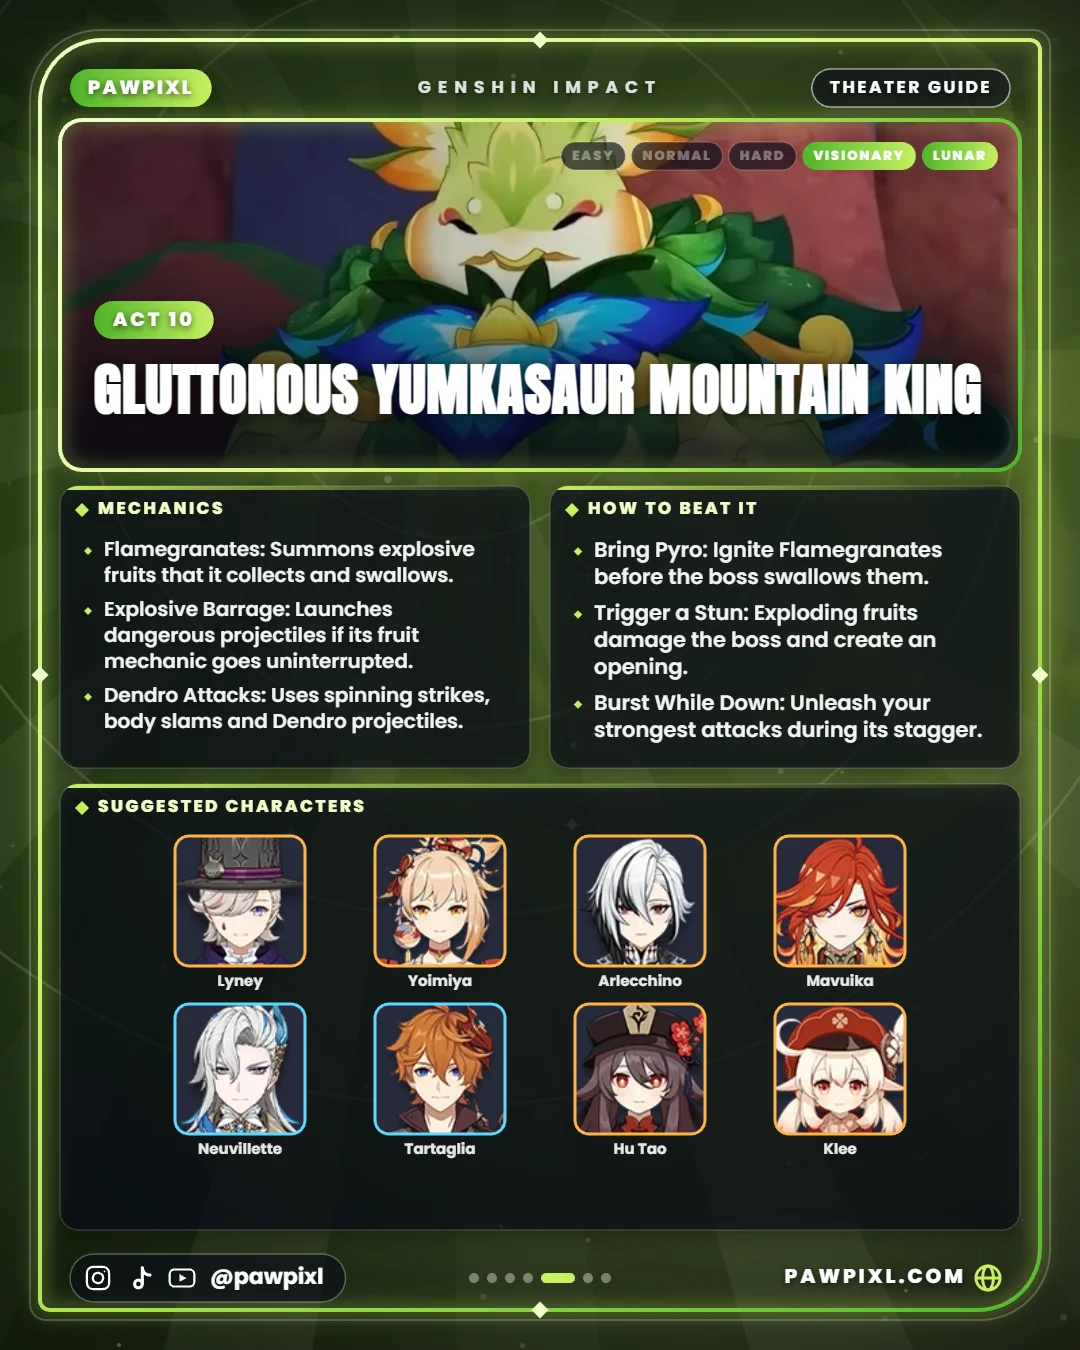 PAWPIXL
GENSHIN IMPACT
THEATER GUIDE
EASY
NORMAL
HARD
VISIONARY
LUNAR
ACT 10
GLUTTONOUS YUMKASAUR MOUNTAIN KING
MECHANICS
Flamegranates: Summons explosive
fruits that it collects and swallows.
Explosive Barrage: Launches
dangerous projectiles if its fruit
mechanic goes uninterrupted.
Dendro Attacks: Uses spinning strikes,
body slams and Dendro projectiles.
HOW TO BEAT IT
Bring Pyro: Ignite Flamegranates
before the boss swallows them.
Trigger a Stun: Exploding fruits
damage the boss and create an
opening.
Burst While Down: Unleash your
strongest attacks during its stagger.
SUGGESTED CHARACTERS
Lyney
Yoimiya
Arlecchino
Mavuika
Neuvillette
Tartaglia
Hu Tao
Klee
@pawpixl
PAWPIXL.COM